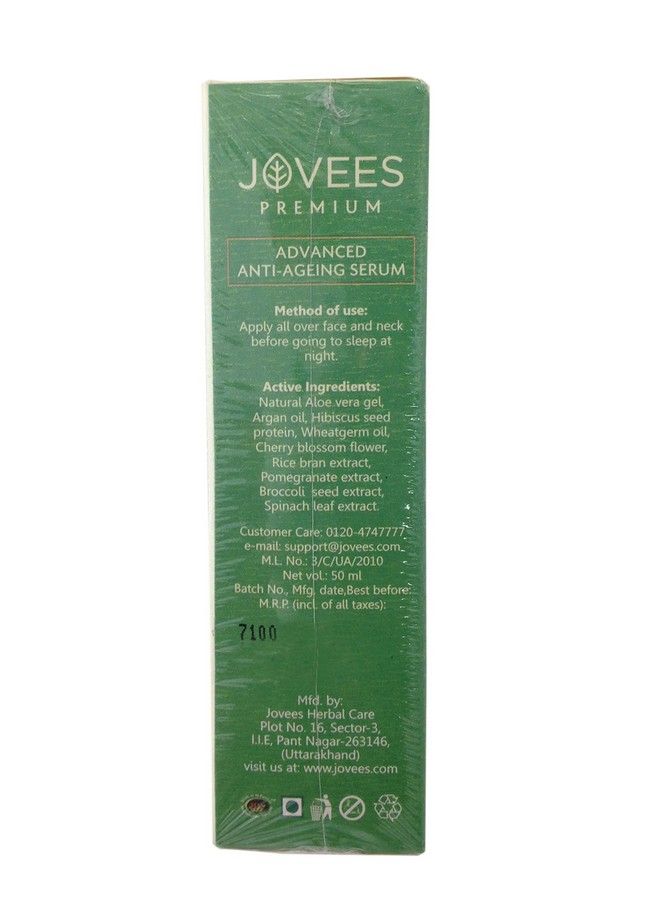 JOVEES
PREMIUM
ADVANCED
ANTI-AGEING SERUM
Method of use:
Apply all over face and neck
before going to sleep at
night.
Active Ingredients:
Natural Aloe vera gel,
Argan oil, Hibiscus seed
protein, Wheatgerm oil,
Cherry blossom flower,
Rice bran extract,
Pomegranate extract,
Broccoli seed extract,
Spinach leaf extract.
Customer Care: 0120-4747777
e-mail: support@jovees.com
M.L. No.: 3/C/UA/2010
Net vol.: 50 ml
Batch No., Mfg. date,Best before:
M.R.P. (incl. of all taxes):
7100
Mfd. by:
Jovees Herbal Care
Plot No. 16, Sector-3,
I.I.E, Pant Nagar-263146,
(Uttarakhand)
visit us at: www.jovees.com